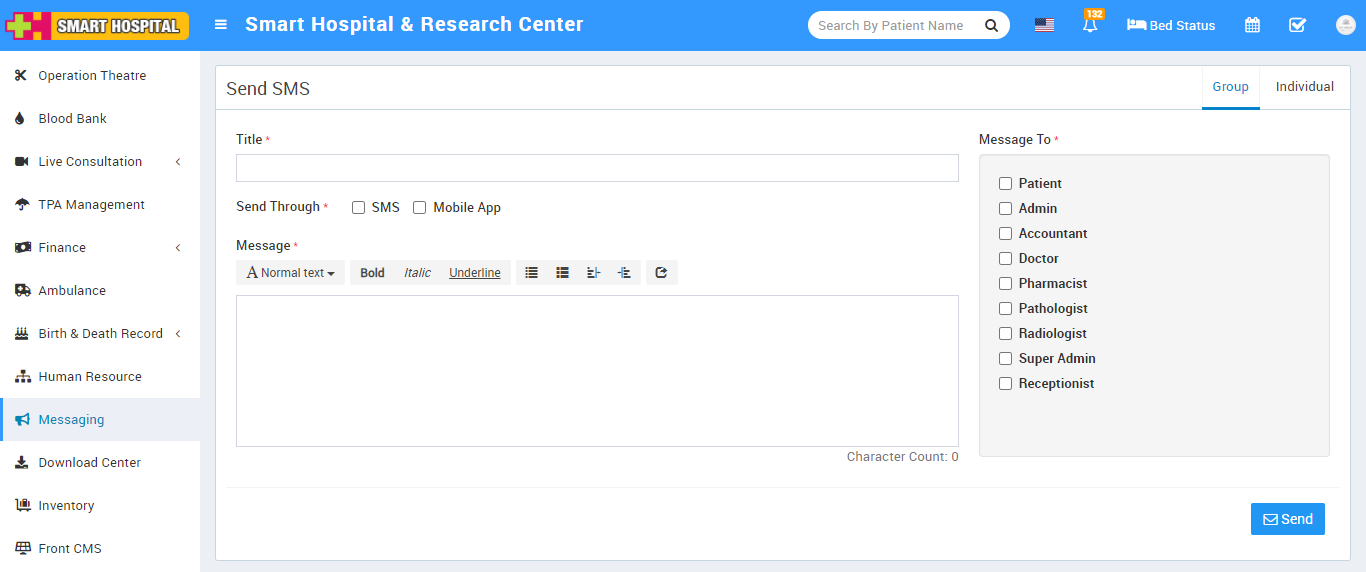 SMART HOSPITAL
Smart Hospital & Research Center
Search By Patient Name
132
Bed Status
Operation Theatre
Blood Bank
Live Consultation
TPA Management
Finance
Ambulance
Birth & Death Record
Human Resource
Messaging
Download Center
Inventory
Front CMS
Send SMS
Group
Individual
Title *
Send Through * SMS Mobile App
Message *
A Normal text Bold Italic Underline
Character Count: 0
Message To *
Patient
Admin
Accountant
Doctor
Pharmacist
Pathologist
Radiologist
Super Admin
Receptionist
Send